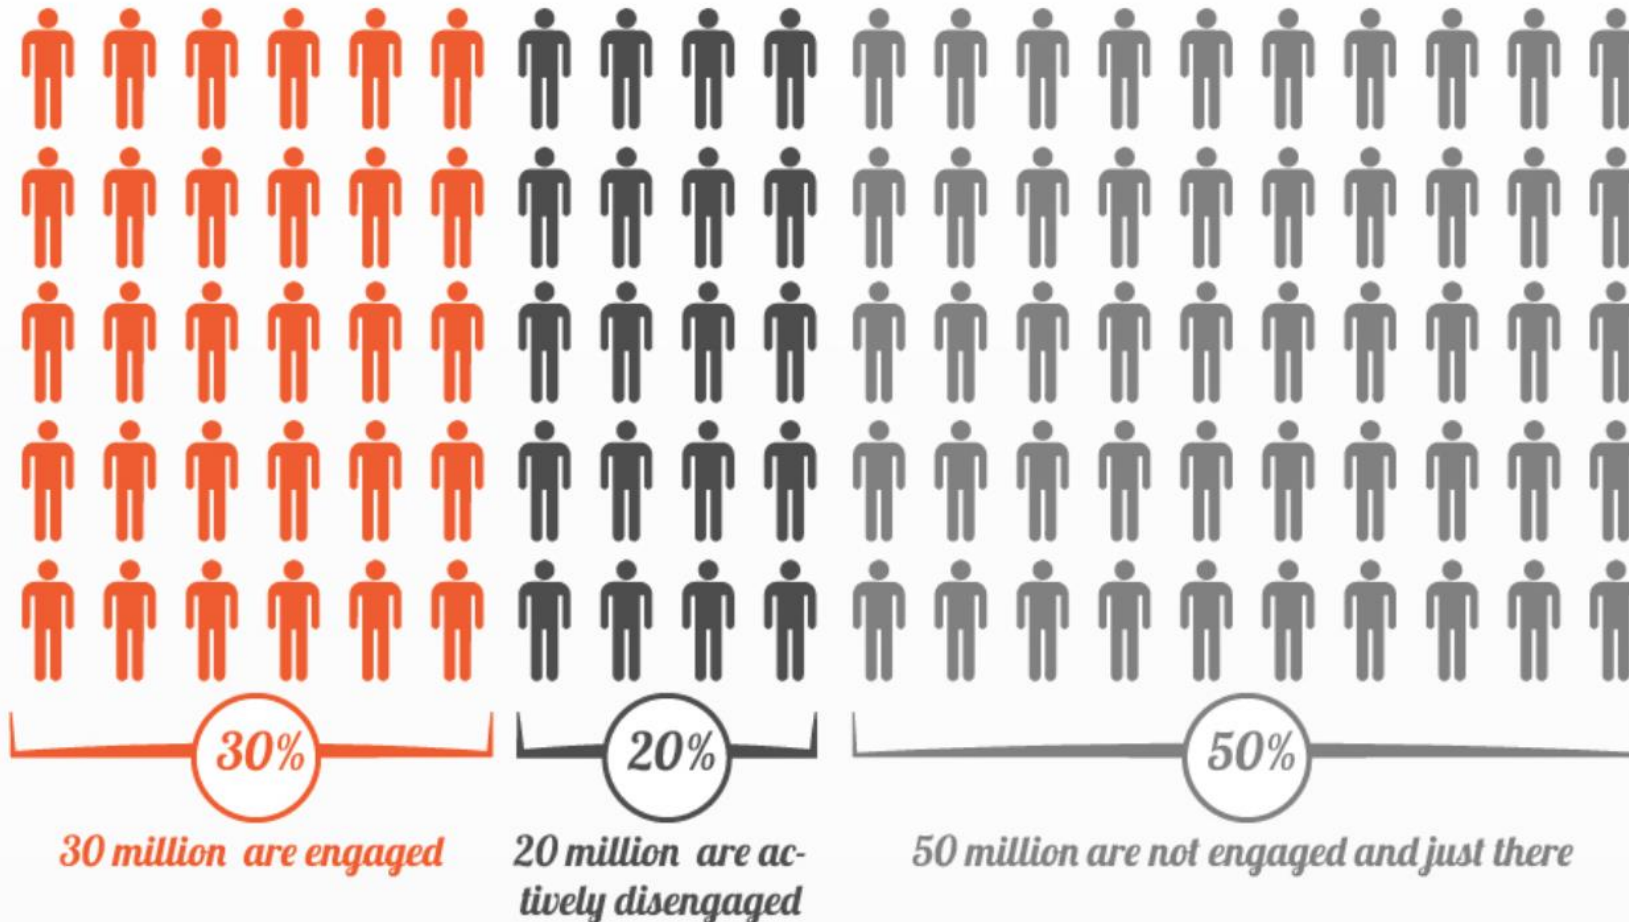 30%
20%
50%
30 million are engaged
20 million are ac-
tively disengaged
50 million are not engaged and just there